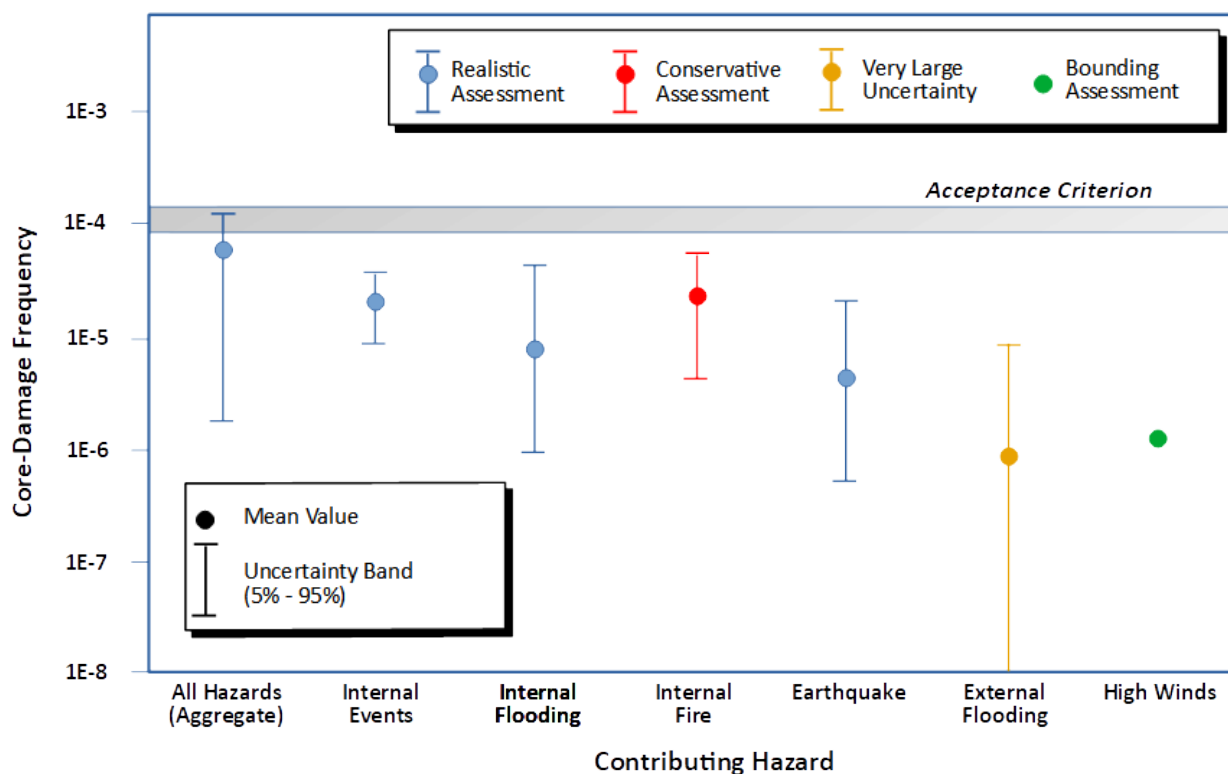 Realistic
Assessment
Conservative
Assessment
Very Large
Uncertainty
Bounding
Assessment
Acceptance Criterion
Core-Damage Frequency
1E-3
1E-4
1E-5
1E-6
1E-7
1E-8
Mean Value
Uncertainty Band
(5% - 95%)
All Hazards
(Aggregate)
Internal
Events
Internal
Flooding
Internal
Fire
Earthquake
External
Flooding
High Winds
Contributing Hazard